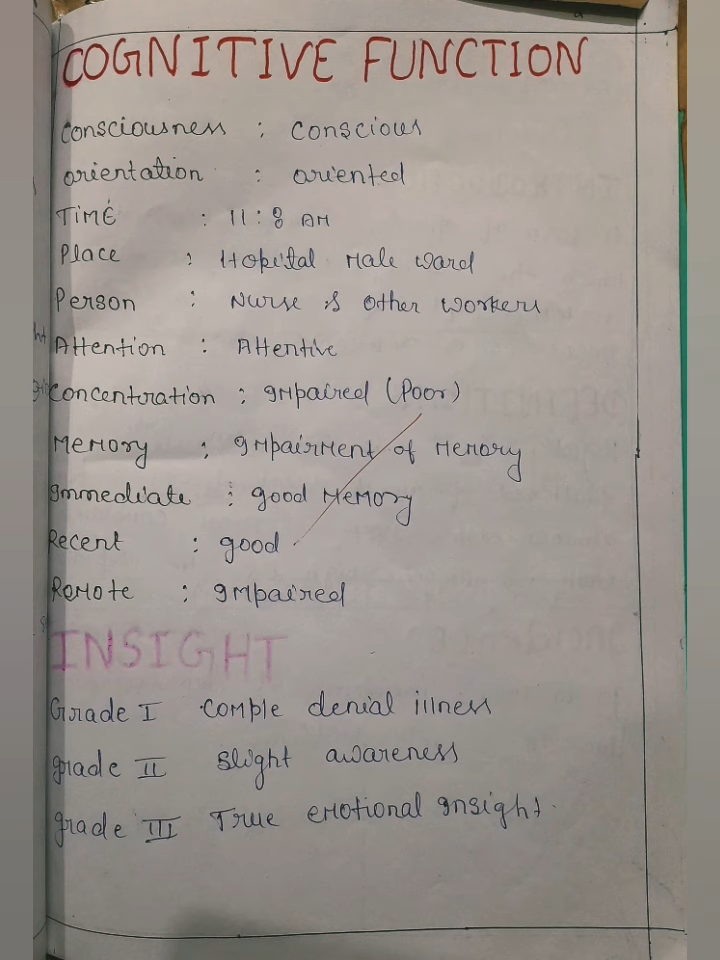 COGNITIVE FUNCTION
Consciousness : Conscious
orientation : oriented
TIME : 11:8 AM
Place : Hopital Male Ward
Person : Nurse & Other Workers
Attention : Attentive
Concentration : Impaired (Poor)
Memory : Impairment of Memory
Immediate : good Memory
Recent : good
Remote : Impaired
INSIGHT
Grade I Comple denial illness
grade II Slight awareness
grade III True emotional Insight.